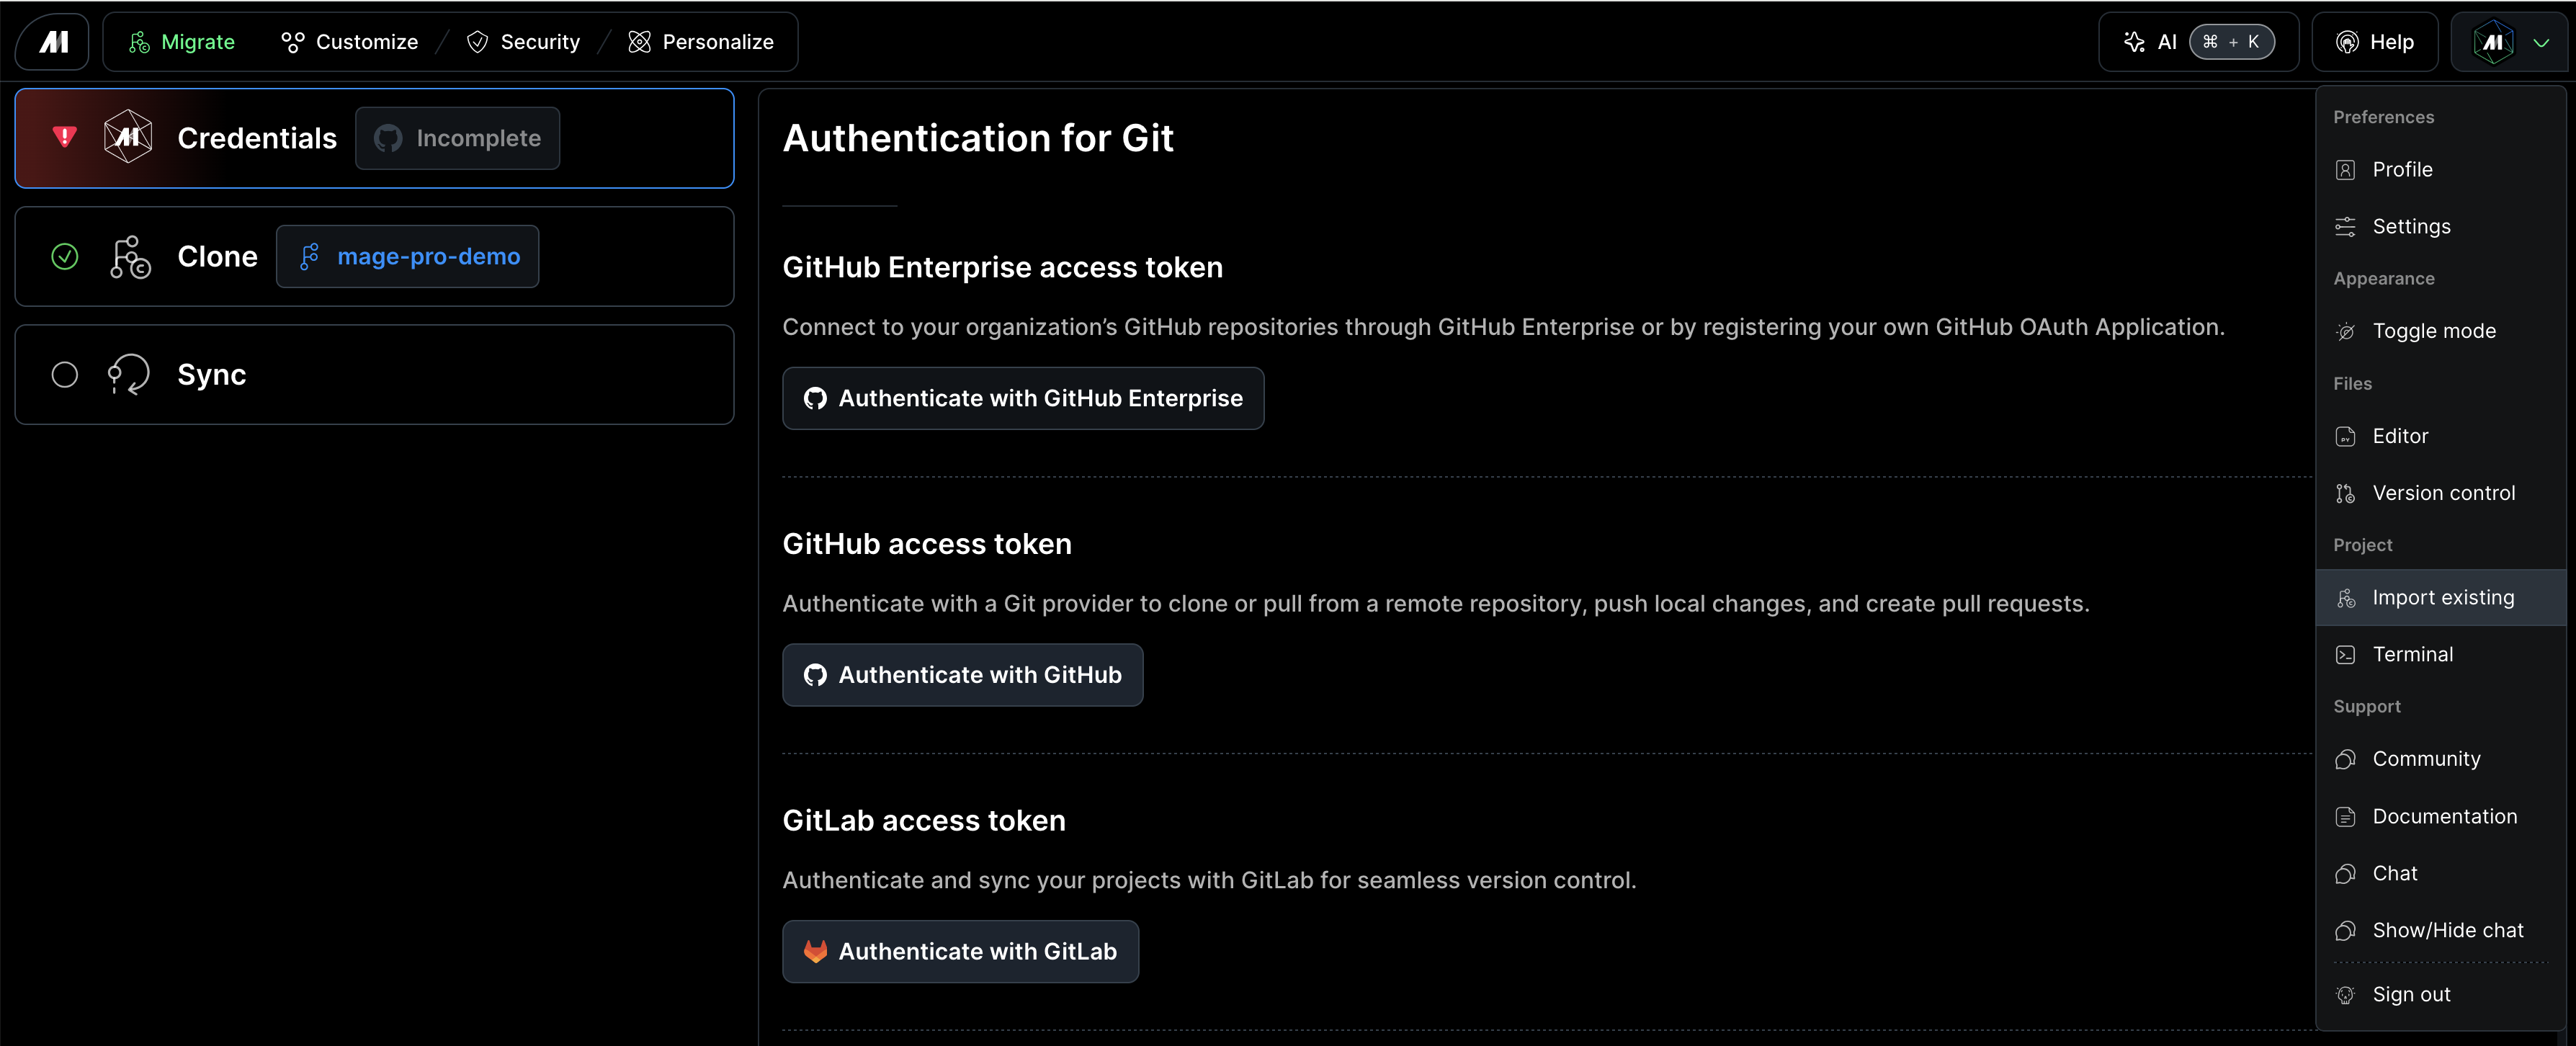 Migrate
Customize
Security
Personalize
AI
⌘ + K
Help
Credentials
Incomplete
Clone
mage-pro-demo
Sync
Authentication for Git
GitHub Enterprise access token
Connect to your organization’s GitHub repositories through GitHub Enterprise or by registering your own GitHub OAuth Application.
Authenticate with GitHub Enterprise
GitHub access token
Authenticate with a Git provider to clone or pull from a remote repository, push local changes, and create pull requests.
Authenticate with GitHub
GitLab access token
Authenticate and sync your projects with GitLab for seamless version control.
Authenticate with GitLab
Preferences
Profile
Settings
Appearance
Toggle mode
Files
Editor
Version control
Project
Import existing
Terminal
Support
Community
Documentation
Chat
Show/Hide chat
Sign out